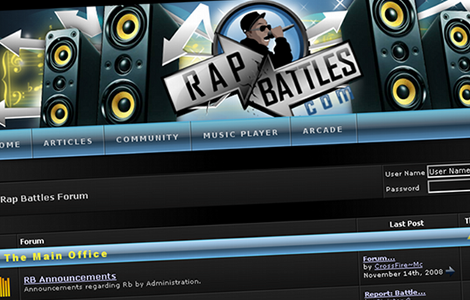 RAP
BATTLES
.com
OME ARTICLES COMMUNITY MUSIC PLAYER ARCADE
User Name User Name
Password
Rap Battles Forum
Forum Last Post
The Main Office
RB Announcements
Announcements regarding Rb by Administration.
Forum...
by CrossFire~Mc
November 14th, 2008
Report: Battle...